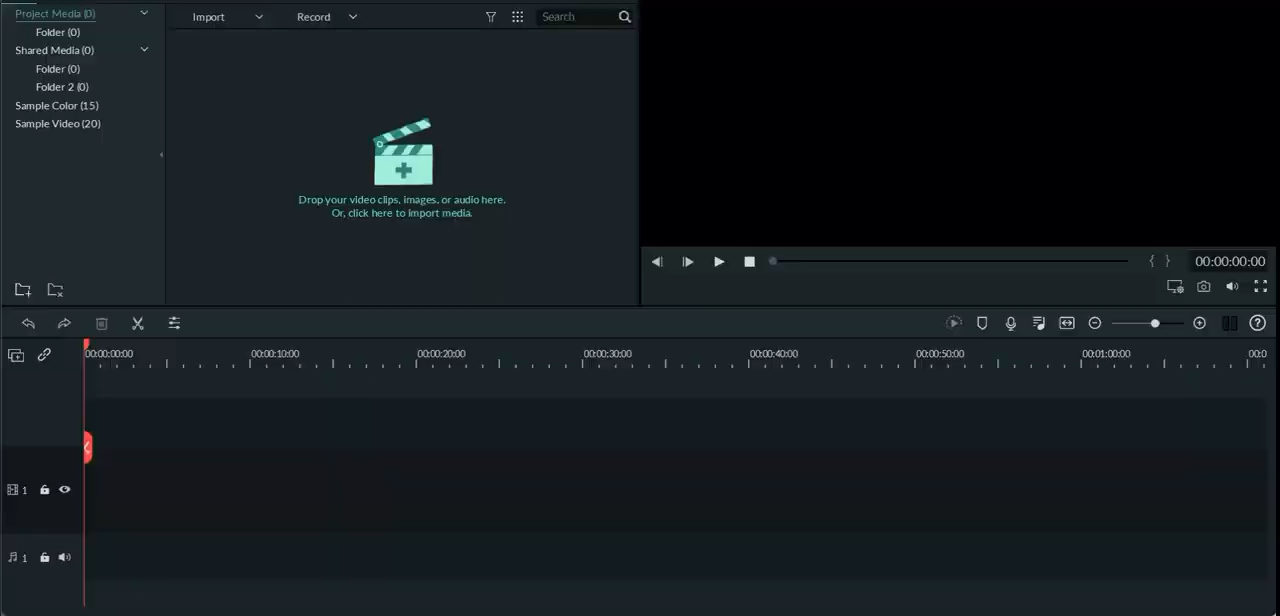 Project Media (0)
Folder (0)
Shared Media (0)
Folder (0)
Folder 2 (0)
Sample Color (15)
Sample Video (20)
Import
Record
Search
Drop your video clips, images, or audio here.
Or, click here to import media.
{ }
00:00:00:00
00:00:00:00 00:00:10:00 00:00:20:00 00:00:30:00 00:00:40:00 00:00:50:00 00:01:00:00 00:0
1
1